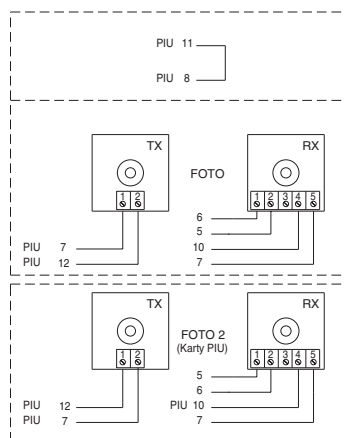 PIU 11
PIU 8
TX
RX
FOTO
1 2
1 2 3 4 5
6
5
PIU 7
10
PIU 12
7
TX
RX
FOTO 2
(Karty PIU)
1 2
1 2 3 4 5
5
6
PIU 12
PIU 10
PIU 7
7